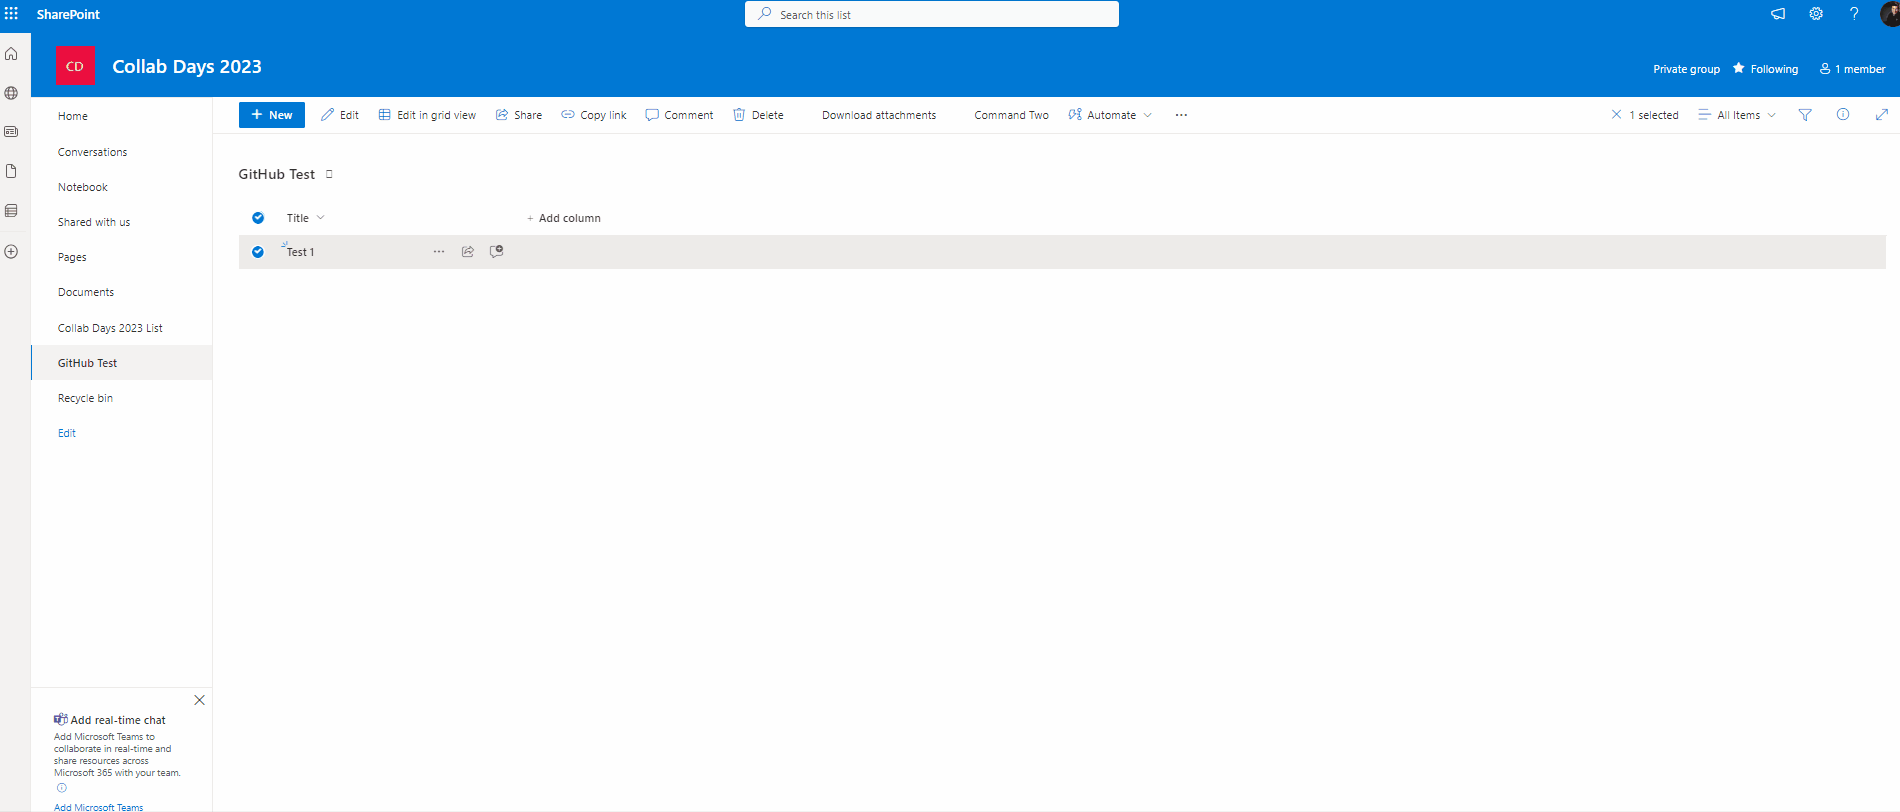 SharePoint
Search this list
?
CD
Collab Days 2023
Private group
Following
1 member
Home
Conversations
Notebook
Shared with us
Pages
Documents
Collab Days 2023 List
GitHub Test
Recycle bin
Edit
+ New
Edit
Edit in grid view
Share
Copy link
Comment
Delete
Download attachments
Command Two
Automate
...
1 selected
All Items
GitHub Test
Title
+ Add column
Test 1
...
Add real-time chat
Add Microsoft Teams to
collaborate in real-time and
share resources across
Microsoft 365 with your team.
Add Microsoft Teams